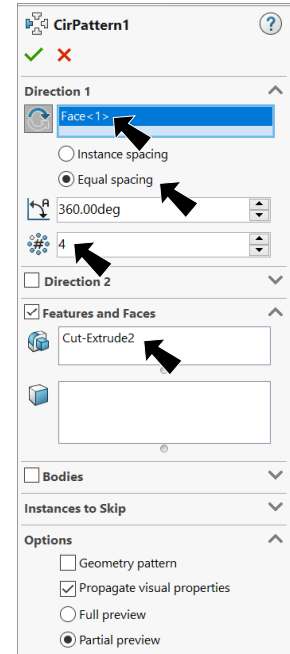 CirPattern1
?
Direction 1
Face<1>
Instance spacing
Equal spacing
360.00deg
# 4
Direction 2
Features and Faces
Cut-Extrude2
Bodies
Instances to Skip
Options
Geometry pattern
Propagate visual properties
Full preview
Partial preview